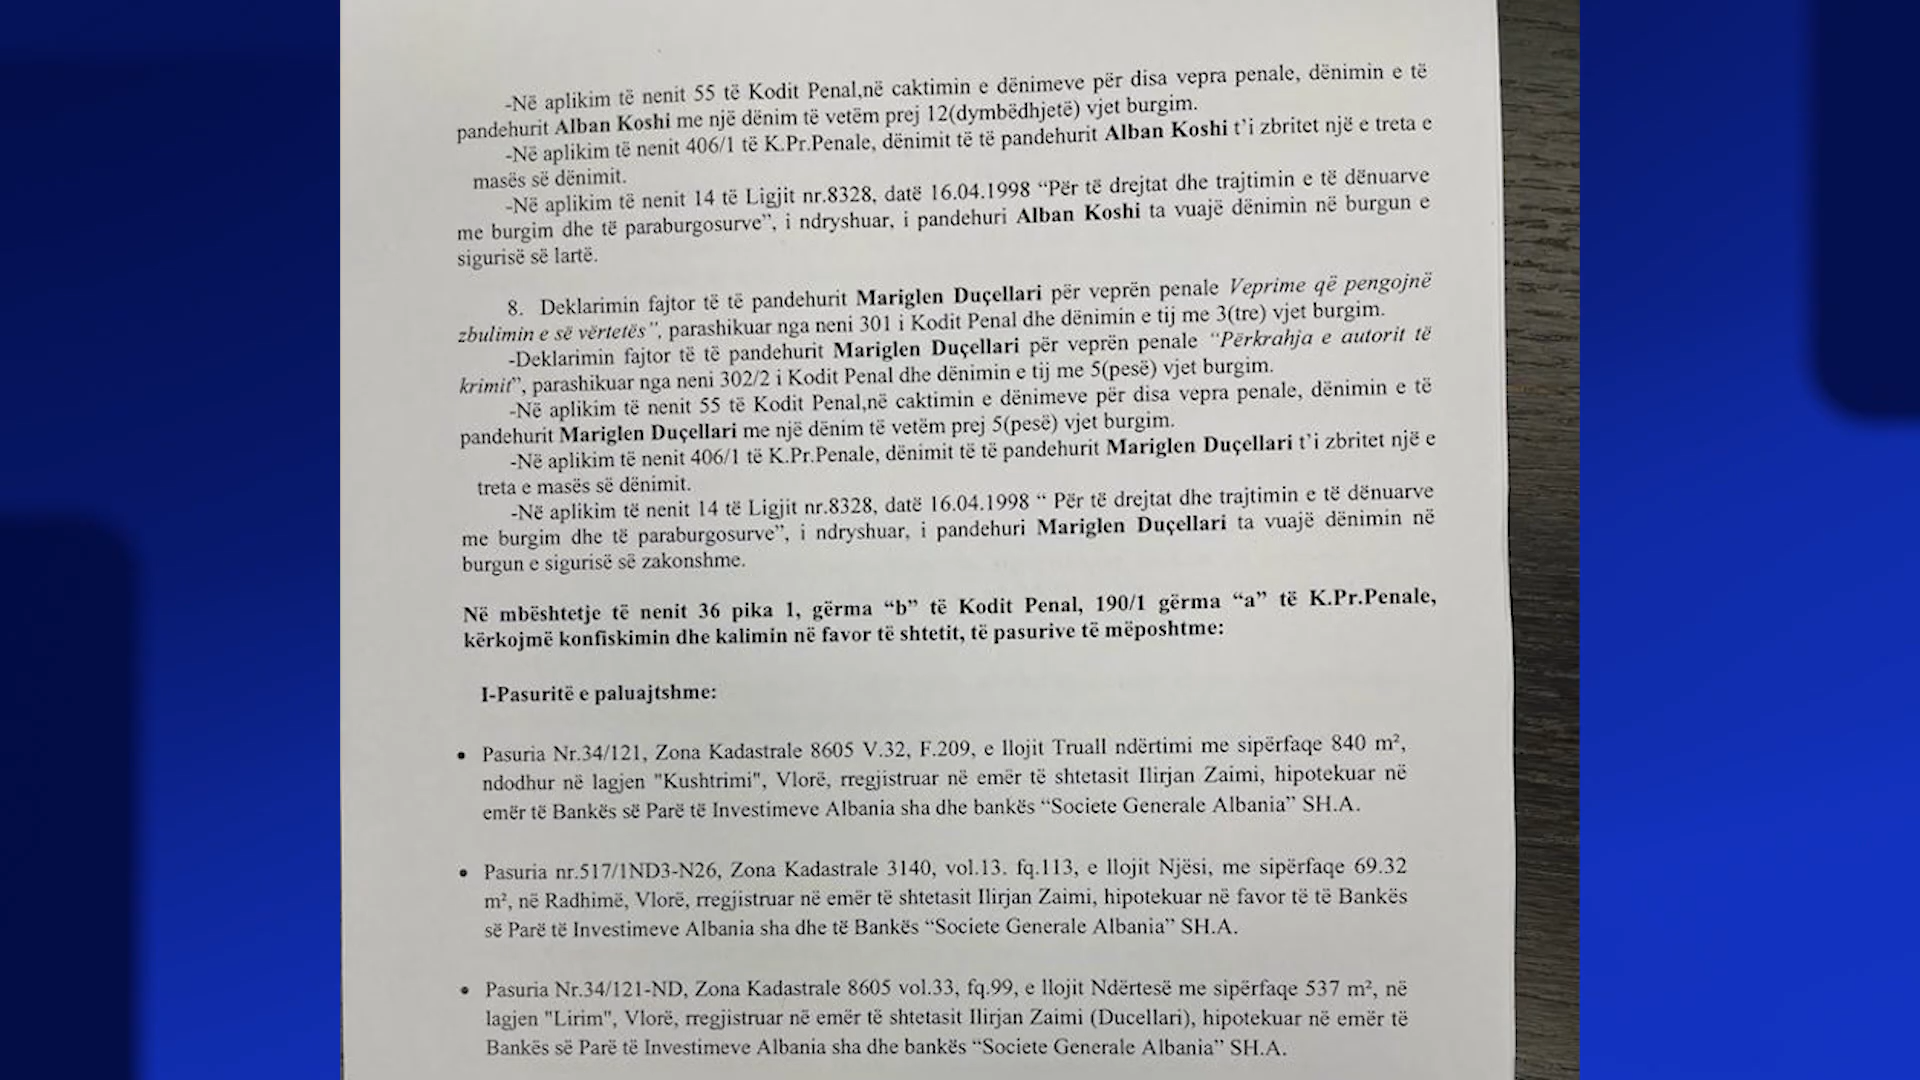 -Në aplikim të nenit 55 të Kodit Penal,në caktimin e dënimeve për disa vepra penale, dënimin e të
pandehurit Alban Koshi me një dënim të vetëm prej 12(dymbëdhjetë) vjet burgim.
-Në aplikim të nenit 406/1 të K.Pr.Penale, dënimit të të pandehurit Alban Koshi t’i zbritet një e treta e
masës së dënimit.
-Në aplikim të nenit 14 të Ligjit nr.8328, datë 16.04.1998 “Për të drejtat dhe trajtimin e të dënuarve
me burgim dhe të paraburgosurve”, i ndryshuar, i pandehuri Alban Koshi ta vuajë dënimin në burgun e
sigurisë së lartë.
8. Deklarimin fajtor të të pandehurit Mariglen Duçellari për veprën penale Veprime që pengojnë
zbulimin e së vërtetës”, parashikuar nga neni 301 i Kodit Penal dhe dënimin e tij me 3(tre) vjet burgim.
-Deklarimin fajtor të të pandehurit Mariglen Duçellari për veprën penale “Përkrahja e autorit të
krimit”, parashikuar nga neni 302/2 i Kodit Penal dhe dënimin e tij me 5(pesë) vjet burgim.
-Në aplikim të nenit 55 të Kodit Penal,në caktimin e dënimeve për disa vepra penale, dënimin e të
pandehurit Mariglen Duçellari me një dënim të vetëm prej 5(pesë) vjet burgim.
-Në aplikim të nenit 406/1 të K.Pr.Penale, dënimit të të pandehurit Mariglen Duçellari t’i zbritet një e
treta e masës së dënimit.
-Në aplikim të nenit 14 të Ligjit nr.8328, datë 16.04.1998 “ Për të drejtat dhe trajtimin e të dënuarve
me burgim dhe të paraburgosurve”, i ndryshuar, i pandehuri Mariglen Duçellari ta vuajë dënimin në
burgun e sigurisë së zakonshme.
Në mbështetje të nenit 36 pika 1, gërma “b” të Kodit Penal, 190/1 gërma “a” të K.Pr.Penale,
kërkojmë konfiskimin dhe kalimin në favor të shtetit, të pasurive të mëposhtme:
I-Pasuritë e paluajtshme:
• Pasuria Nr.34/121, Zona Kadastrale 8605 V.32, F.209, e llojit Truall ndërtimi me sipërfaqe 840 m²,
ndodhur në lagjen "Kushtrimi", Vlorë, rregjistruar në emër të shtetasit Ilirjan Zaimi, hipotekuar në
emër të Bankës së Parë të Investimeve Albania sha dhe bankës “Societe Generale Albania” SH.A.
• Pasuria nr.517/1ND3-N26, Zona Kadastrale 3140, vol.13. fq.113, e llojit Njësi, me sipërfaqe 69.32
m², në Radhimë, Vlorë, rregjistruar në emër të shtetasit Ilirjan Zaimi, hipotekuar në favor të të Bankës
së Parë të Investimeve Albania sha dhe të Bankës “Societe Generale Albania” SH.A.
• Pasuria Nr.34/121-ND, Zona Kadastrale 8605 vol.33, fq.99, e llojit Ndërtesë me sipërfaqe 537 m², në
lagjen "Lirim", Vlorë, rregjistruar në emër të shtetasit Ilirjan Zaimi (Ducellari), hipotekuar në emër të
Bankës së Parë të Investimeve Albania sha dhe bankës “Societe Generale Albania” SH.A.